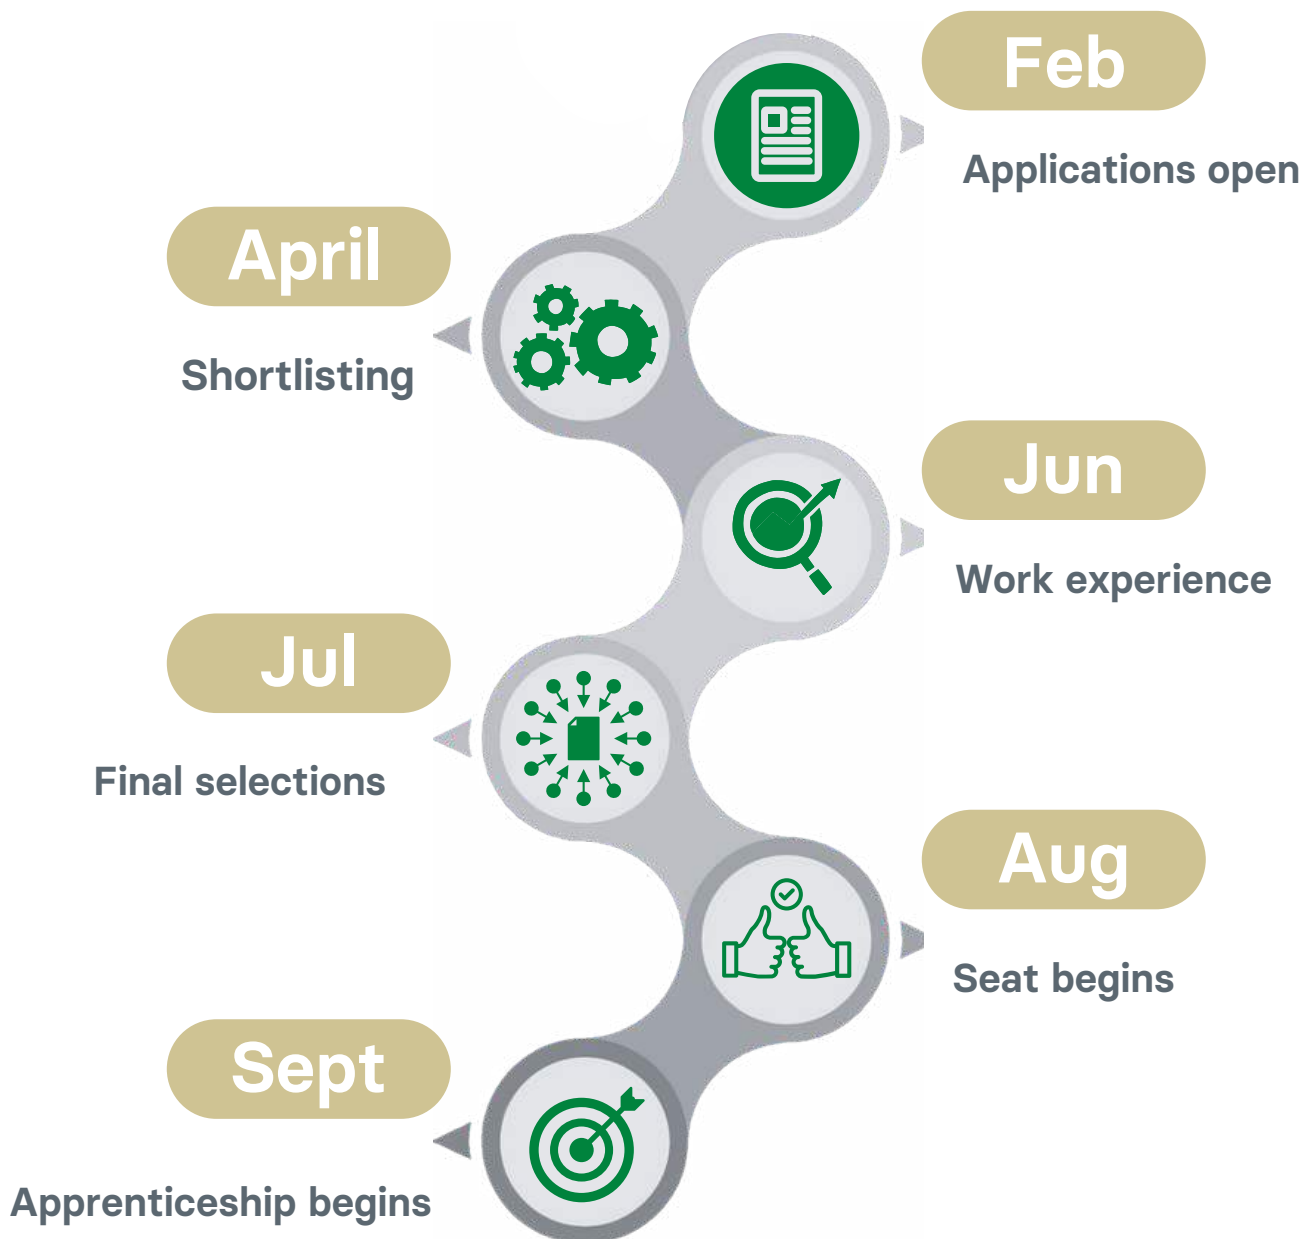 Feb
Applications open
April
Shortlisting
Jun
Work experience
Jul
Final selections
Aug
Seat begins
Sept
Apprenticeship begins